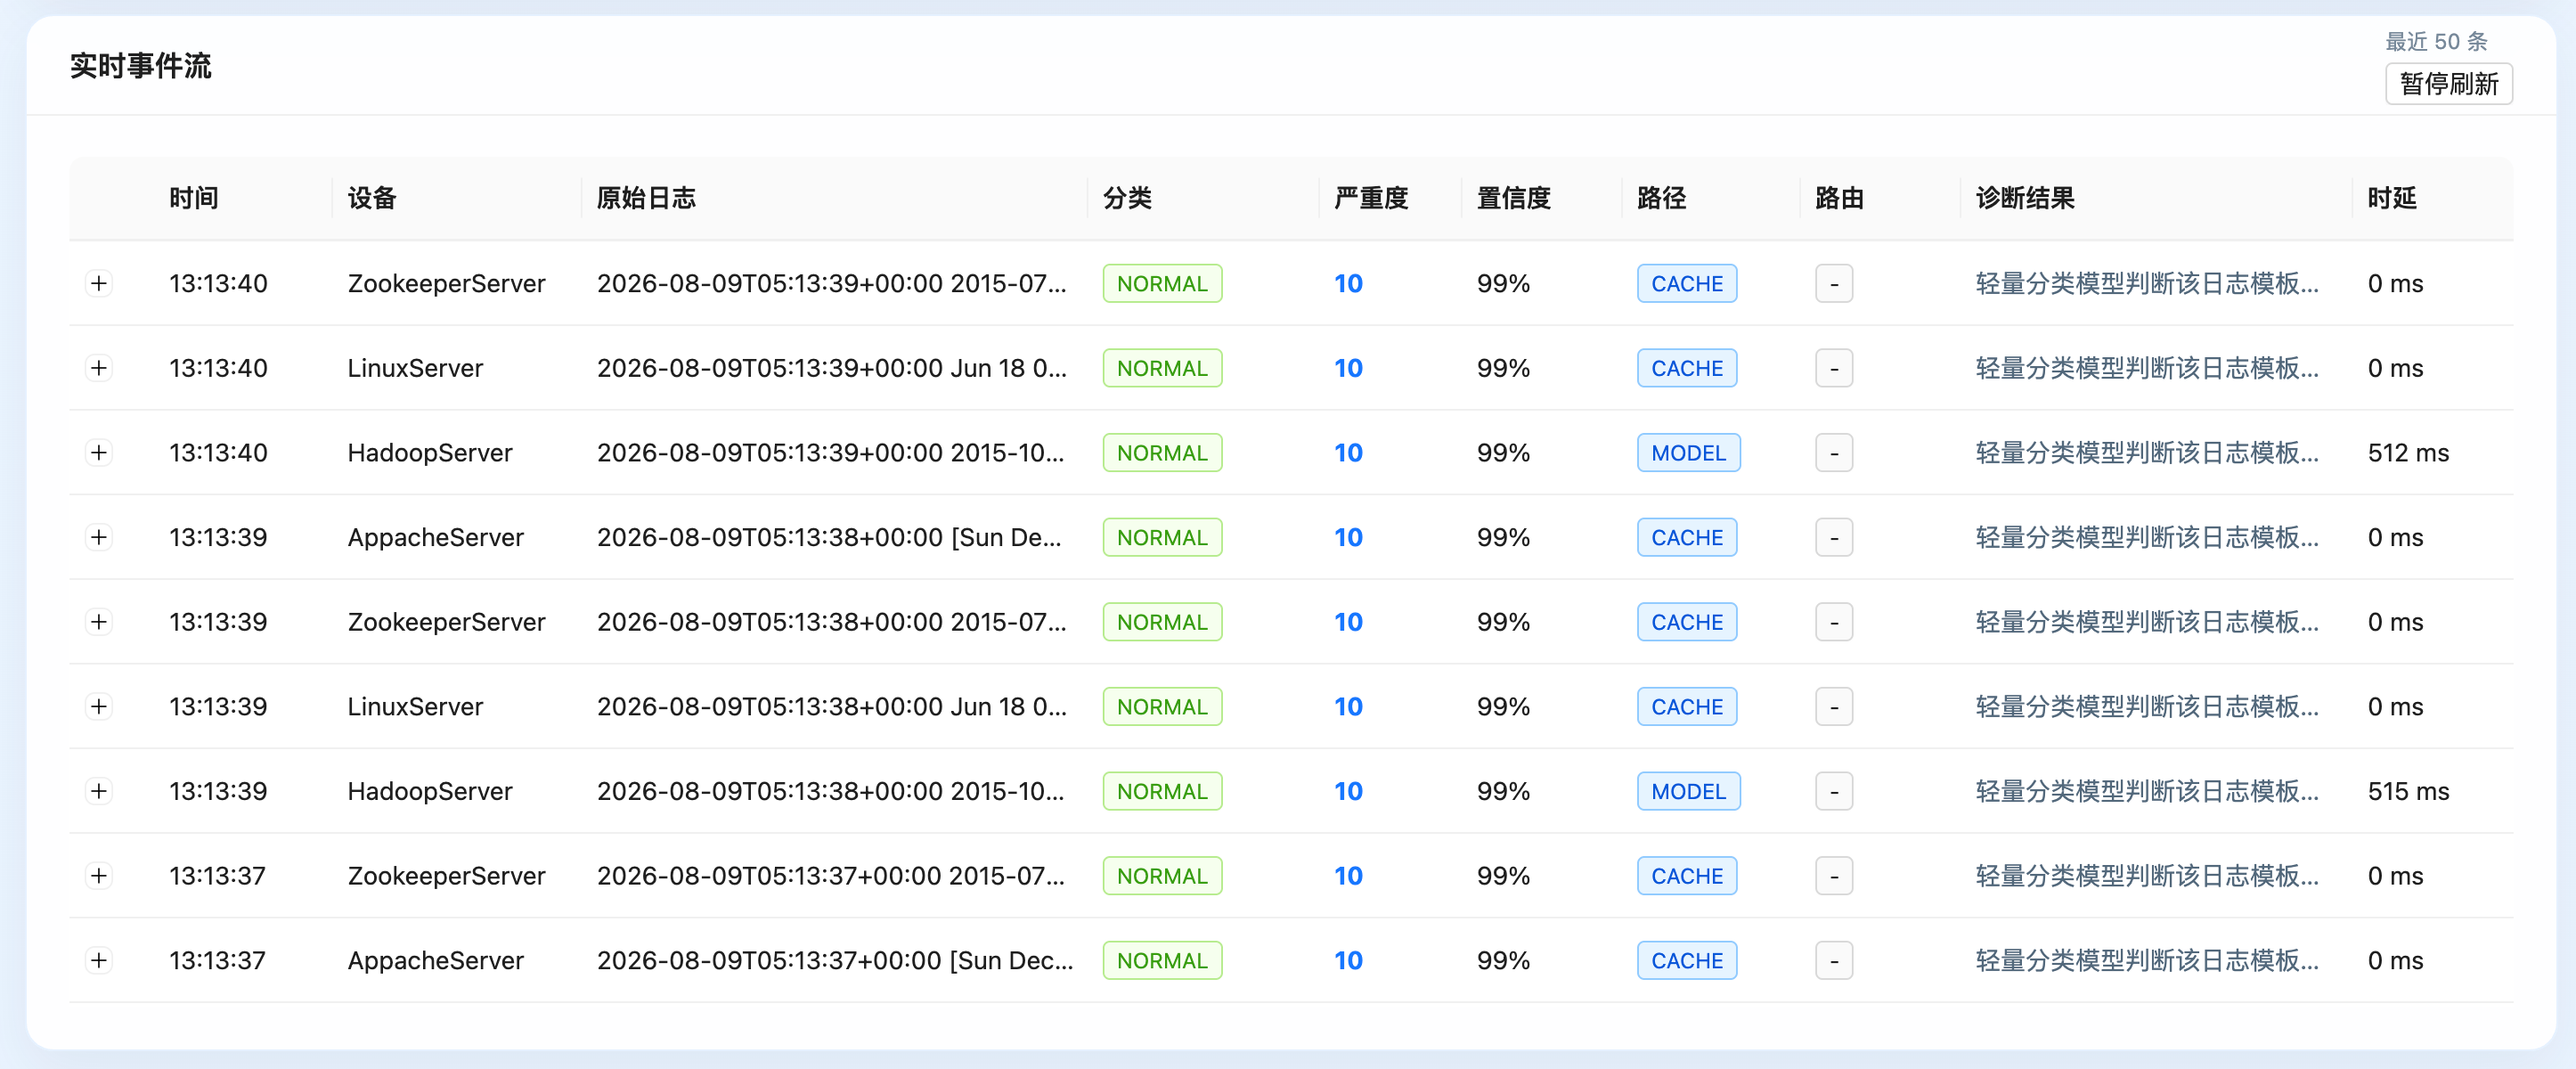 实时事件流
最近 50 条
暂停刷新
时间 设备 原始日志 分类 严重度 置信度 路径 路由 诊断结果 时延
13:13:40 ZookeeperServer 2026-08-09T05:13:39+00:00 2015-07... NORMAL 10 99% CACHE - 轻量分类模型判断该日志模板... 0 ms
13:13:40 LinuxServer 2026-08-09T05:13:39+00:00 Jun 18 0... NORMAL 10 99% CACHE - 轻量分类模型判断该日志模板... 0 ms
13:13:40 HadoopServer 2026-08-09T05:13:39+00:00 2015-10... NORMAL 10 99% MODEL - 轻量分类模型判断该日志模板... 512 ms
13:13:39 AppacheServer 2026-08-09T05:13:38+00:00 [Sun De... NORMAL 10 99% CACHE - 轻量分类模型判断该日志模板... 0 ms
13:13:39 ZookeeperServer 2026-08-09T05:13:38+00:00 2015-07... NORMAL 10 99% CACHE - 轻量分类模型判断该日志模板... 0 ms
13:13:39 LinuxServer 2026-08-09T05:13:38+00:00 Jun 18 0... NORMAL 10 99% CACHE - 轻量分类模型判断该日志模板... 0 ms
13:13:39 HadoopServer 2026-08-09T05:13:38+00:00 2015-10... NORMAL 10 99% MODEL - 轻量分类模型判断该日志模板... 515 ms
13:13:37 ZookeeperServer 2026-08-09T05:13:37+00:00 2015-07... NORMAL 10 99% CACHE - 轻量分类模型判断该日志模板... 0 ms
13:13:37 AppacheServer 2026-08-09T05:13:37+00:00 [Sun Dec... NORMAL 10 99% CACHE - 轻量分类模型判断该日志模板... 0 ms